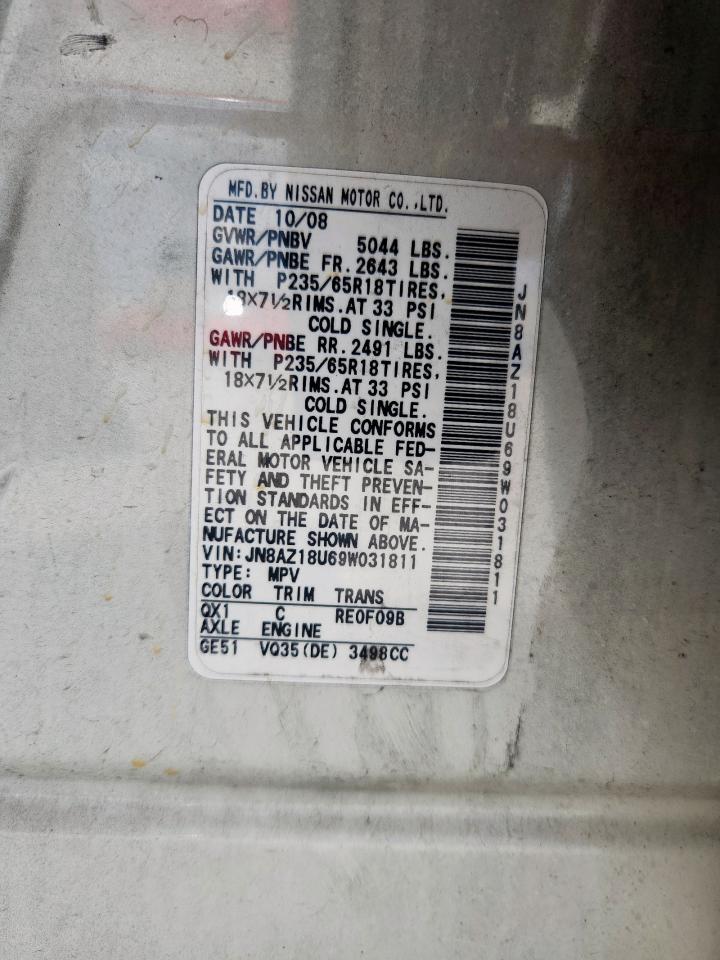 MFD.BY NISSAN MOTOR CO.,LTD.
DATE 10/08
GVWR/PNBV 5044 LBS.
GAWR/PNBE FR. 2643 LBS.
WITH P235/65R18TIRES,
18×7½RIMS.AT 33 PSI
COLD SINGLE.
GAWR/PNBE RR. 2491 LBS.
WITH P235/65R18TIRES,
18×7½RIMS.AT 33 PSI
COLD SINGLE.
THIS VEHICLE CONFORMS
TO ALL APPLICABLE FED-
ERAL MOTOR VEHICLE SA-
FETY AND THEFT PREVEN-
TION STANDARDS IN EFF-
ECT ON THE DATE OF MA-
NUFACTURE SHOWN ABOVE.
VIN:JN8AZ18U69W031811
TYPE: MPV
COLOR TRIM TRANS
QX1 C RE0F09B
AXLE ENGINE
GE51 VQ35(DE) 3498CC
JN8AZ18U69W031811